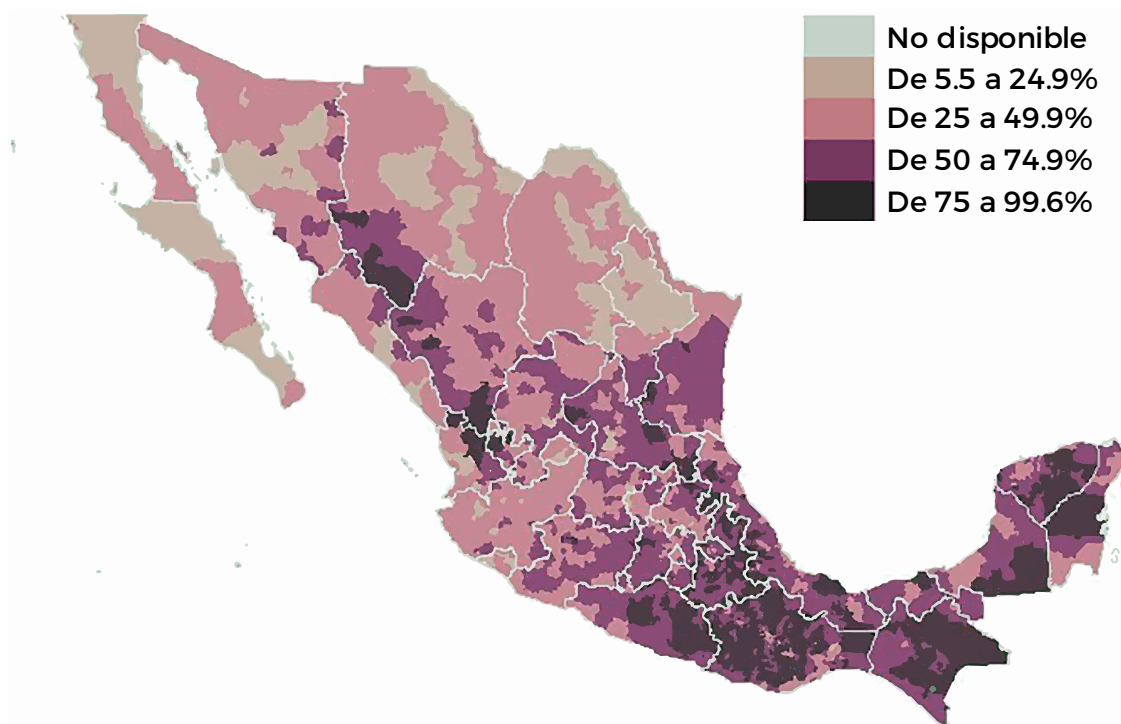 No disponible
De 5.5 a 24.9%
De 25 a 49.9%
De 50 a 74.9%
De 75 a 99.6%